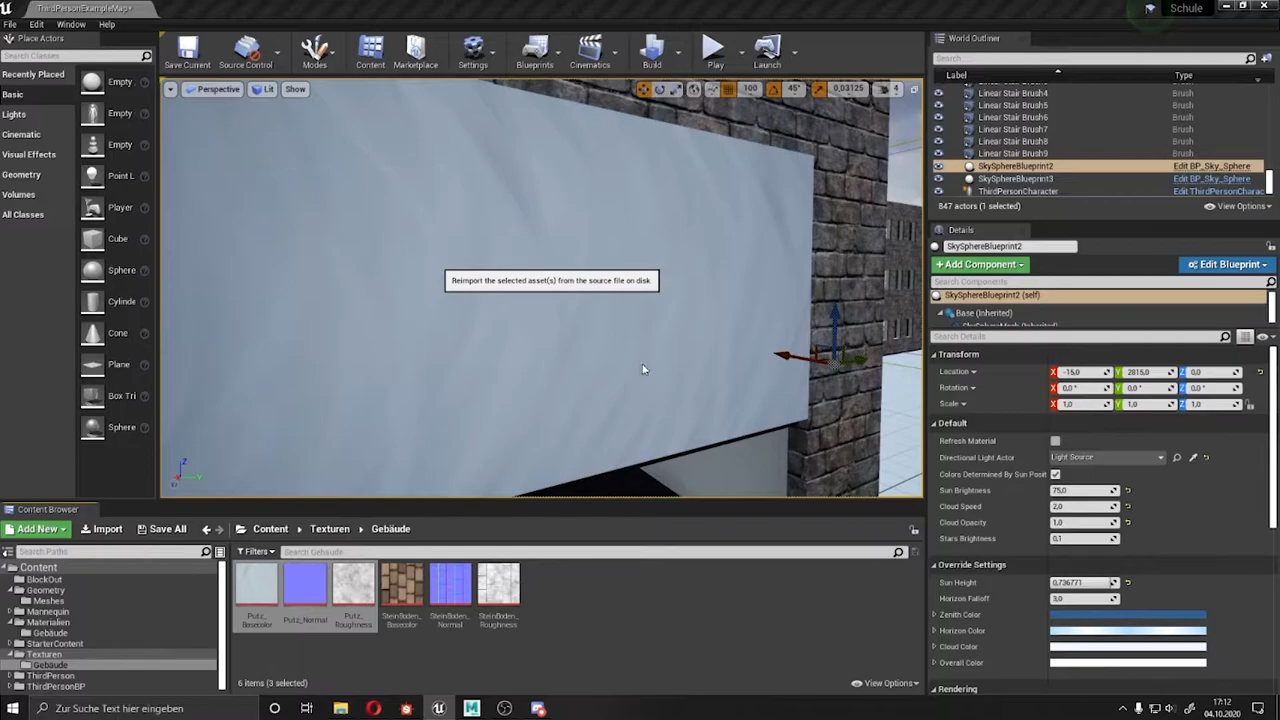 ThirdPersonExampleMap*
Schule
File Edit Window Help
Place Actors
Search Classes
Recently Placed
Basic
Lights
Cinematic
Visual Effects
Geometry
Volumes
All Classes
Empty
Empty
Empty
Point L
Player
Cube
Sphere
Cylinde
Cone
Plane
Box Tri
Sphere
Save Current
Source Control
Modes
Content
Marketplace
Settings
Blueprints
Cinematics
Build
Play
Launch
Perspective
Lit
Show
100
45°
0,03125
4
Reimport the selected asset(s) from the source file on disk.
Z
Y
World Outliner
Search...
Label Type
Linear Stair Brush4 Brush
Linear Stair Brush5 Brush
Linear Stair Brush6 Brush
Linear Stair Brush7 Brush
Linear Stair Brush8 Brush
Linear Stair Brush9 Brush
SkySphereBlueprint2 Edit BP_Sky_Sphere
SkySphereBlueprint3 Edit BP_Sky_Sphere
ThirdPersonCharacter Edit ThirdPersonCharac
847 actors (1 selected)
View Options
Details
SkySphereBlueprint2
+ Add Component
Edit Blueprint
Search Components
SkySphereBlueprint2 (self)
Base (Inherited)
SkySphereMesh (Inherited)
Search Details
Transform
Location X -15,0 Y 2815,0 Z 0,0
Rotation X 0,0 ° Y 0,0 ° Z 0,0 °
Scale X 1,0 Y 1,0 Z 1,0
Default
Refresh Material
Directional Light Actor Light Source
Colors Determined By Sun Posit
Sun Brightness 75,0
Cloud Speed 2,0
Cloud Opacity 1,0
Stars Brightness 0,1
Override Settings
Sun Height 0,736771
Horizon Falloff 3,0
Zenith Color
Horizon Color
Cloud Color
Overall Color
Rendering
Content Browser
Add New
Import
Save All
Content
Texturen
Gebäude
Search Paths
Filters
Search Gebäude
Content
BlockOut
Geometry
Meshes
Mannequin
Materialien
Gebäude
StarterContent
Texturen
Gebäude
ThirdPerson
ThirdPersonBP
Putz_
Basecolor
Putz_Normal
Putz_
Roughness
SteinBoden_
Basecolor
SteinBoden_
Normal
SteinBoden_
Roughness
6 items (3 selected)
View Options
Zur Suche Text hier eingeben
17:12
04.10.2020